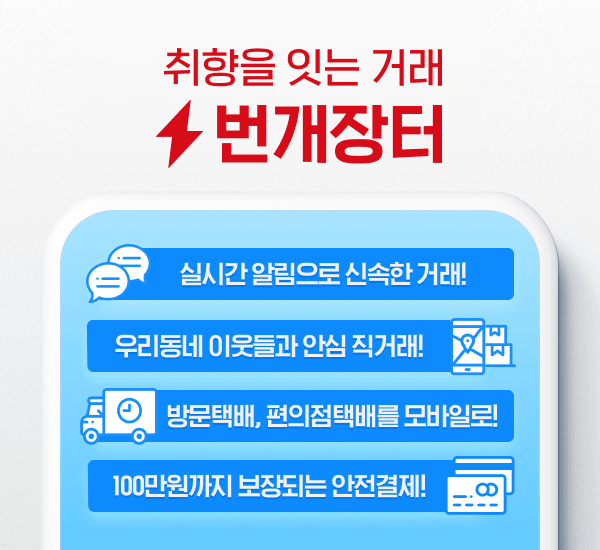 취향을 잇는 거래
번개장터
실시간 알림으로 신속한 거래!
우리동네 이웃들과 안심 직거래!
방문택배, 편의점택배를 모바일로!
100만원까지 보장되는 안전결제!